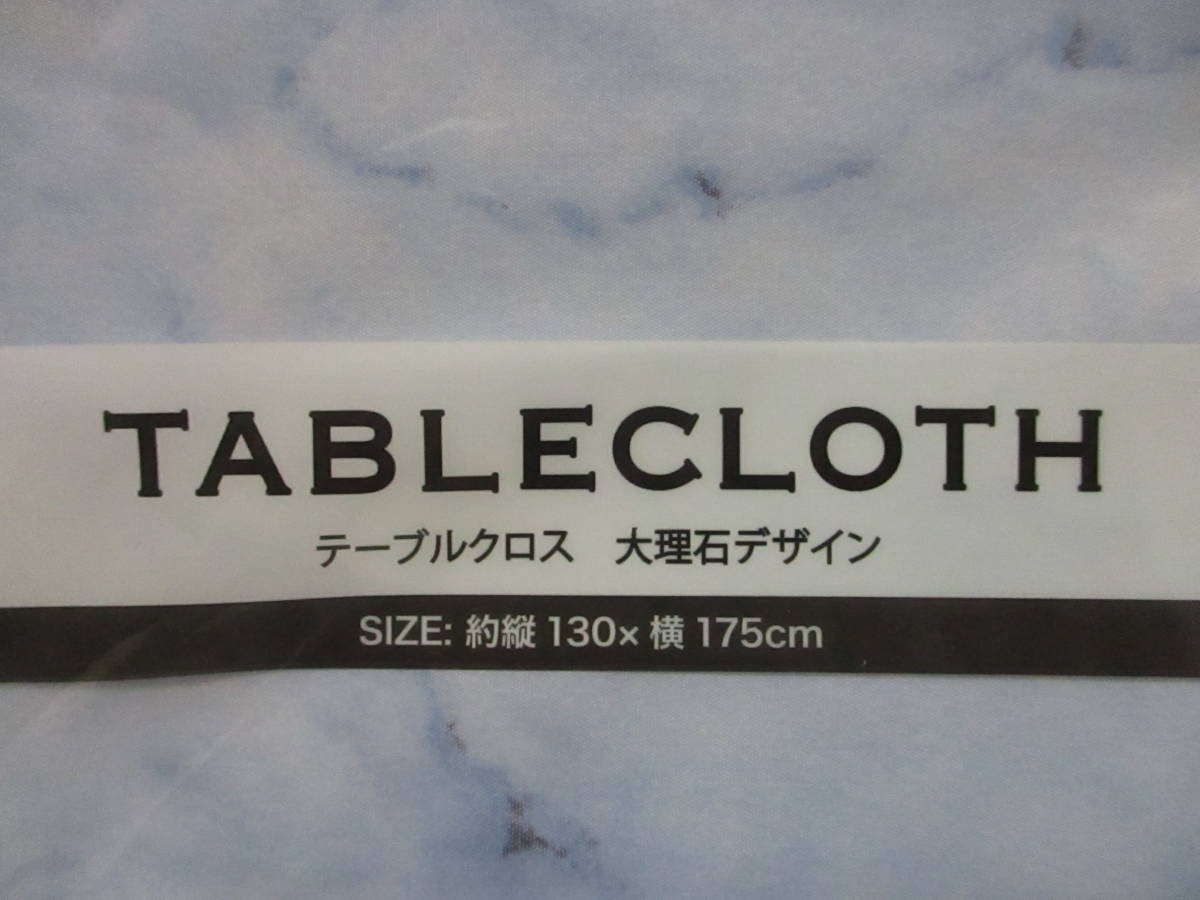 TABLECLOTH
テーブルクロス　大理石デザイン
SIZE: 約縦 130× 横 175cm